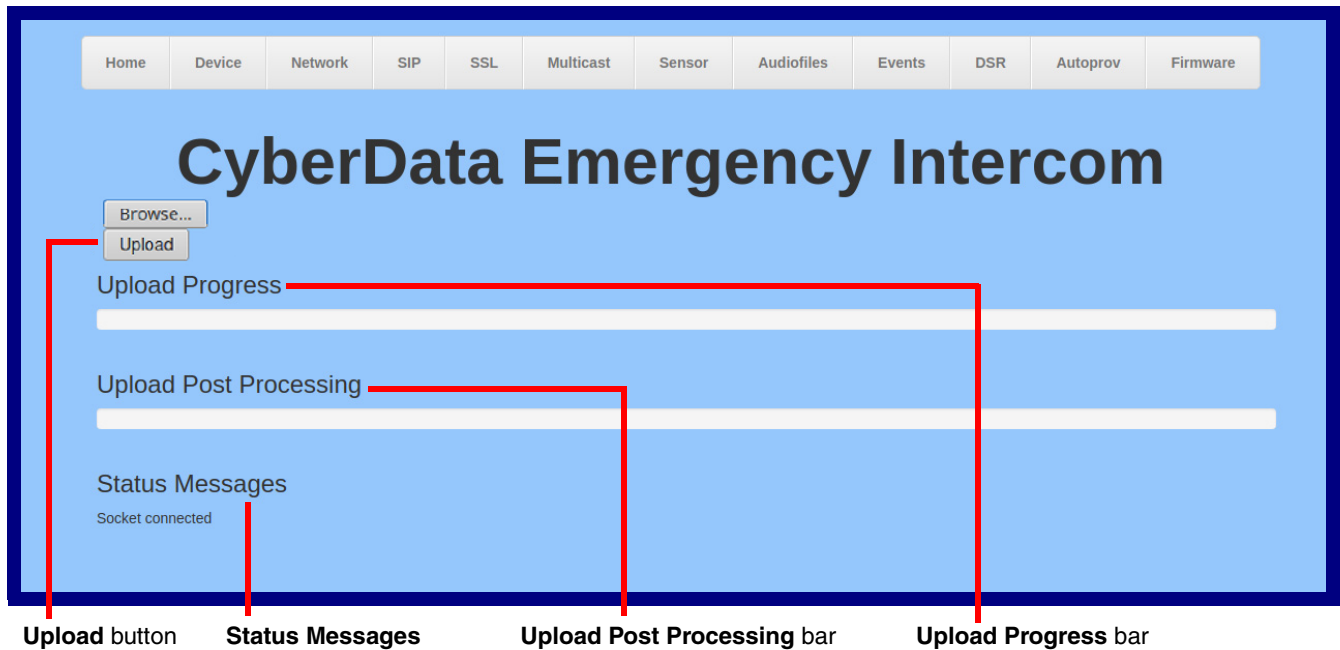 Home Device Network SIP SSL Multicast Sensor Audiofiles Events DSR Autoprov Firmware
CyberData Emergency Intercom
Browse...
Upload
Upload Progress
Upload Post Processing
Status Messages
Socket connected
Upload button Status Messages Upload Post Processing bar Upload Progress bar